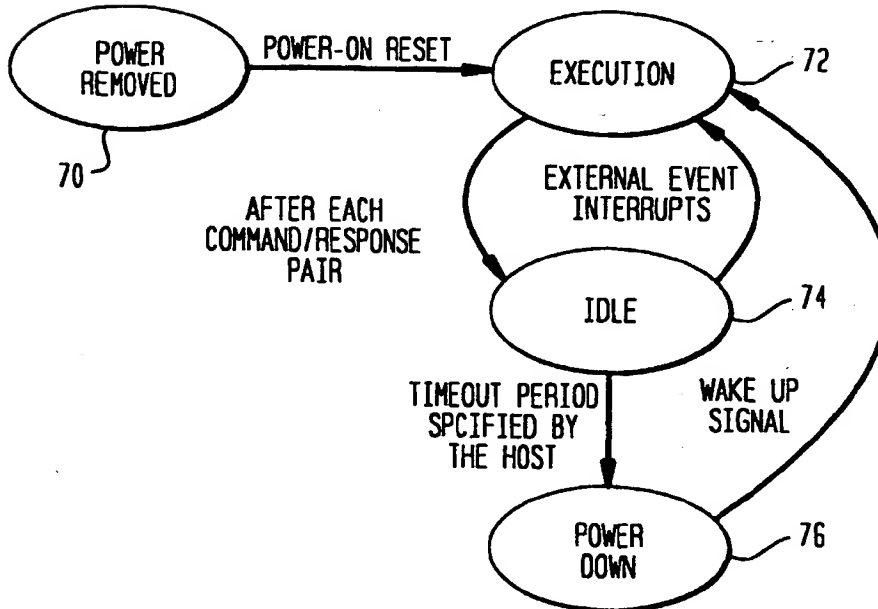 POWER
REMOVED
POWER-ON RESET
EXECUTION
72
70
AFTER EACH
COMMAND/RESPONSE
PAIR
EXTERNAL EVENT
INTERRUPTS
IDLE
74
TIMEOUT PERIOD
SPCIFIED BY
THE HOST
WAKE UP
SIGNAL
POWER
DOWN
76